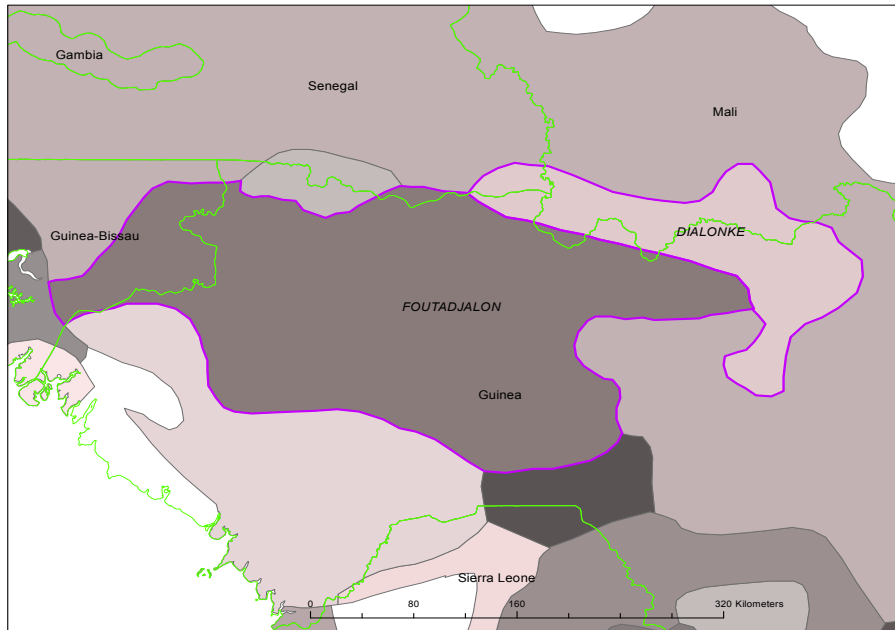 Gambia
Senegal
Mali
Guinea-Bissau
DIALONKE
FOUTADJALON
Guinea
Sierra Leone
0 80 160 320 Kilometers